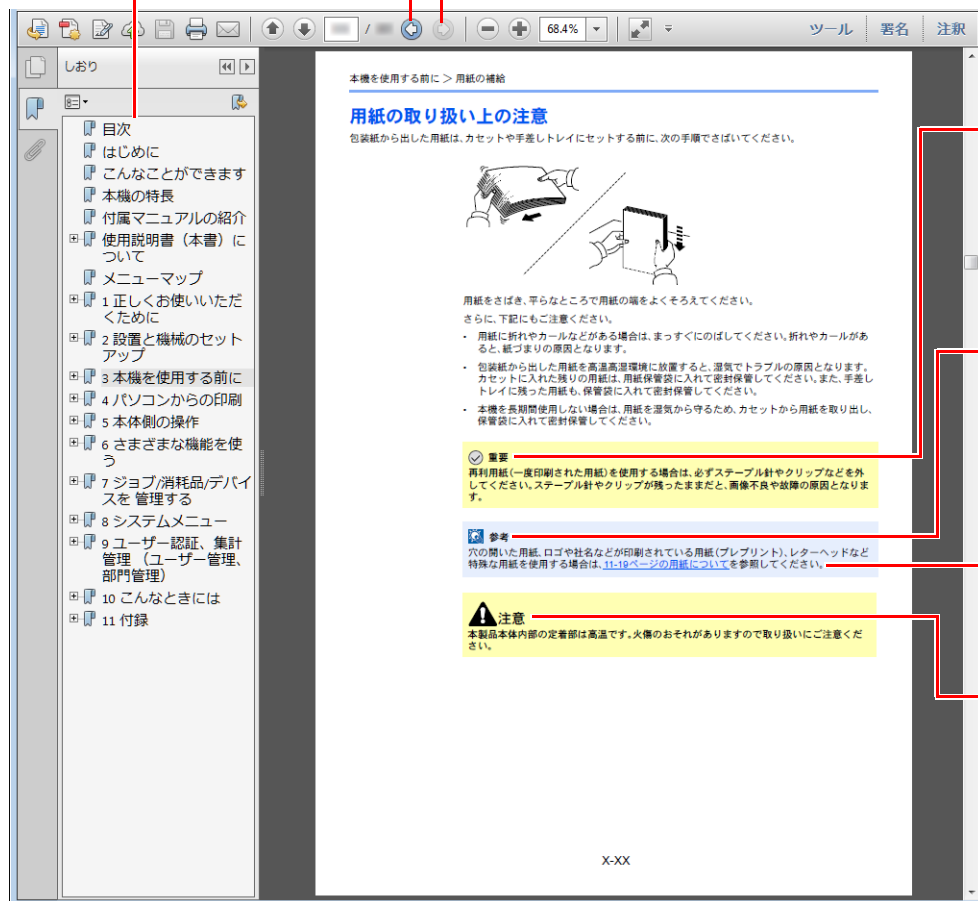 /
68.4%
ツール
署名
注釈
しおり
目次
はじめに
こんなことができます
本機の特長
付属マニュアルの紹介
使用説明書（本書）に
ついて
メニューマップ
1 正しくお使いいただ
くために
2 設置と機械のセット
アップ
3 本機を使用する前に
4 パソコンからの印刷
5 本体側の操作
6 さまざまな機能を使
う
7 ジョブ/消耗品/デバイ
スを 管理する
8 システムメニュー
9 ユーザー認証、集計
管理 （ユーザー管理、
部門管理）
10 こんなときには
11 付録
本機を使用する前に > 用紙の補給
用紙の取り扱い上の注意
包装紙から出した用紙は、カセットや手差しトレイにセットする前に、次の手順でさばいてください。
用紙をさばき、平らなところで用紙の端をよくそろえてください。
さらに、下記にもご注意ください。
• 用紙に折れやカールなどがある場合は、まっすぐにのばしてください。折れやカールがあ
ると、紙づまりの原因となります。
• 包装紙から出した用紙を高温高湿環境に放置すると、湿気でトラブルの原因となります。
カセットに入れた残りの用紙は、用紙保管袋に入れて密封保管してください。また、手差し
トレイに残った用紙も、保管袋に入れて密封保管してください。
• 本機を長期間使用しない場合は、用紙を湿気から守るため、カセットから用紙を取り出し、
保管袋に入れて密封保管してください。
重要
再利用紙（一度印刷された用紙）を使用する場合は、必ずステープル針やクリップなどを外
してください。ステープル針やクリップが残ったままだと、画像不良や故障の原因となりま
す。
参考
穴の開いた用紙、ロゴや社名などが印刷されている用紙（プレプリント）、レターヘッドなど
特殊な用紙を使用する場合は、11-19ページの用紙についてを参照してください。
注意
本製品本体内部の定着部は高温です。火傷のおそれがありますので取り扱いにご注意くだ
さい。
X-XX